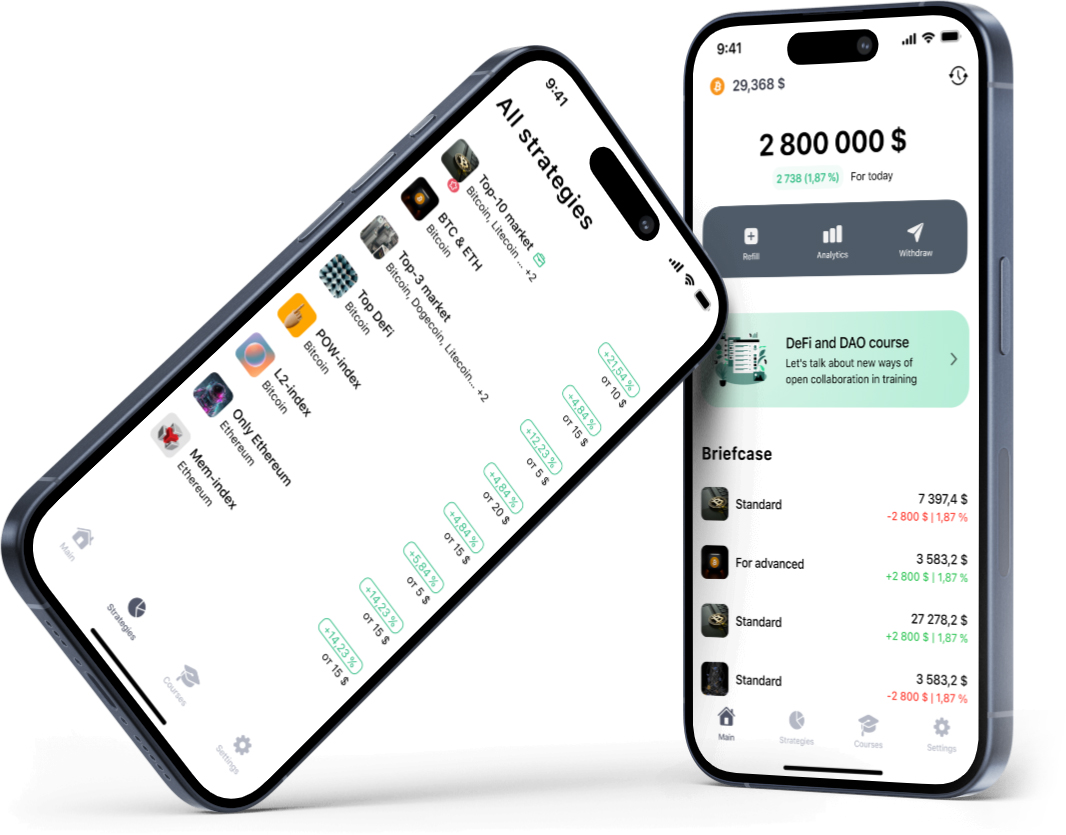 9:41
All strategies
Top-10 market
Bitcoin, Litecoin ... +2
+21,54 %
от 10 $
BTC & ETH
Bitcoin
+4,84 %
от 15 $
Top-3 market
Bitcoin, Dogecoin, Litecoin... +2
+12,23 %
от 5 $
Top DeFi
Bitcoin
+4,84 %
от 20 $
POW-index
Bitcoin
+4,84 %
от 15 $
L2-index
Bitcoin
+5,84 %
от 5 $
Only Ethereum
Ethereum
+14,23 %
от 15 $
Mem-index
Ethereum
+14,23 %
от 15 $
Main
Strategies
Courses
Settings
9:41
29,368 $
2 800 000 $
2 738 (1,87 %) For today
Refill
Analytics
Withdraw
DeFi and DAO course
Let's talk about new ways of
open collaboration in training
Briefcase
Standard
7 397,4 $
-2 800 $ | 1,87 %
For advanced
3 583,2 $
+2 800 $ | 1,87 %
Standard
27 278,2 $
+2 800 $ | 1,87 %
Standard
3 583,2 $
-2 800 $ | 1,87 %
Main
Strategies
Courses
Settings